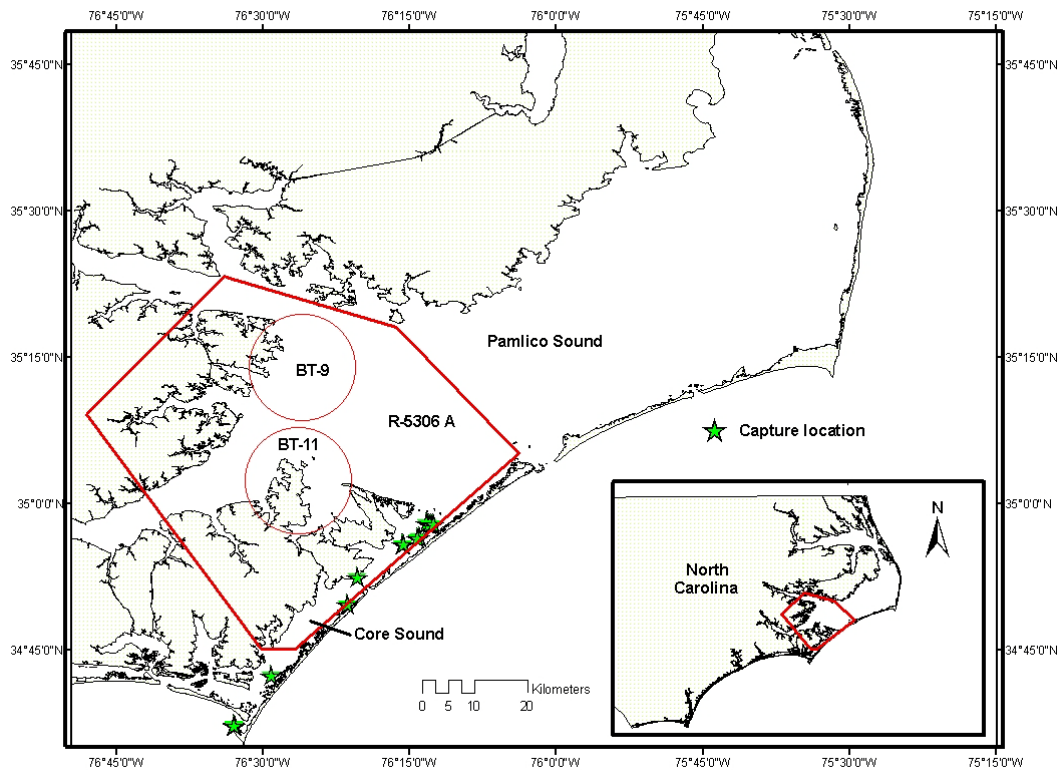 76°45'0"W 76°30'0"W 76°15'0"W 76°0'0"W 75°45'0"W 75°30'0"W 75°15'0"W
35°45'0"N 35°45'0"N
35°30'0"N 35°30'0"N
35°15'0"N 35°15'0"N
Pamlico Sound
BT-9
R-5306 A
Capture location
BT-11
35°0'0"N 35°0'0"N
N
North
Carolina
Core Sound
34°45'0"N 34°45'0"N
Kilometers
0 5 10 20
76°45'0"W 76°30'0"W 76°15'0"W 76°0'0"W 75°45'0"W 75°30'0"W 75°15'0"W